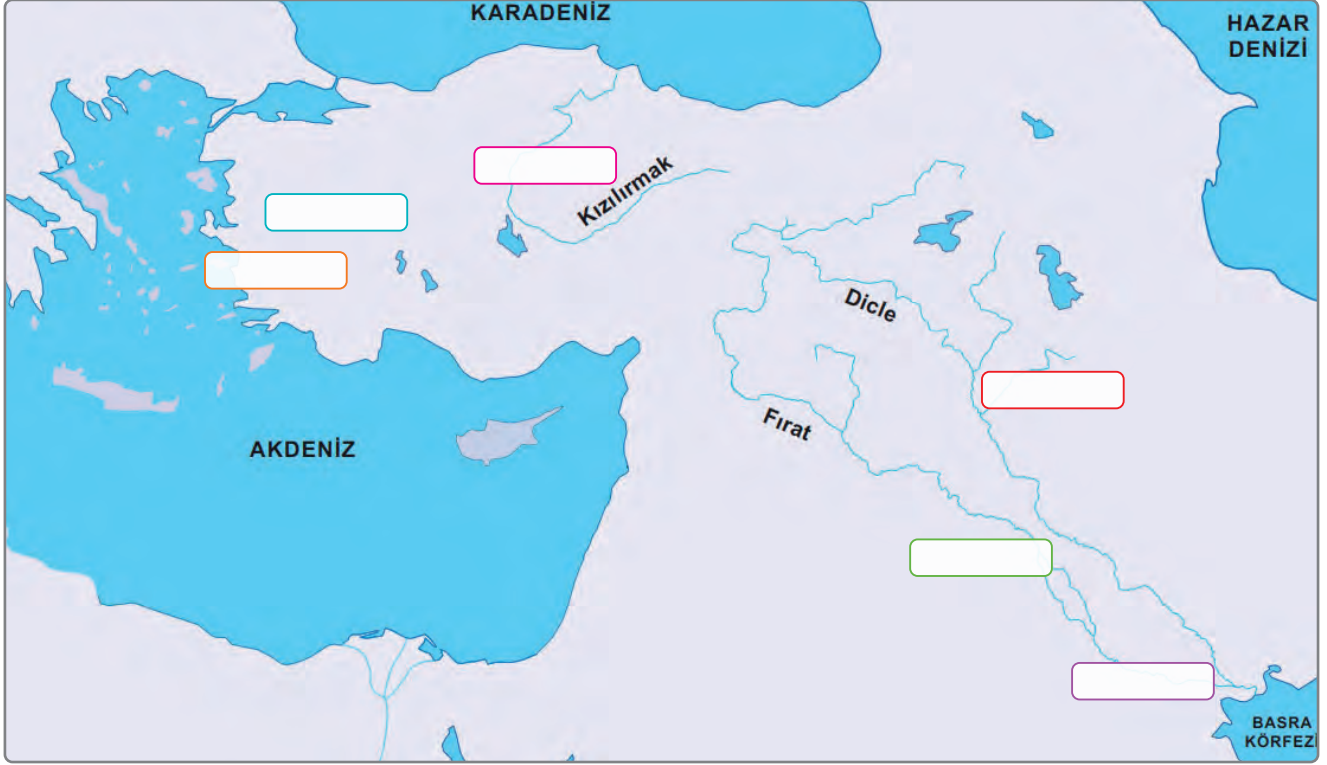 KARADENİZ
HAZAR
DENİZİ
Kızılırmak
Dicle
Fırat
AKDENİZ
BASRA
KÖRFEZİ